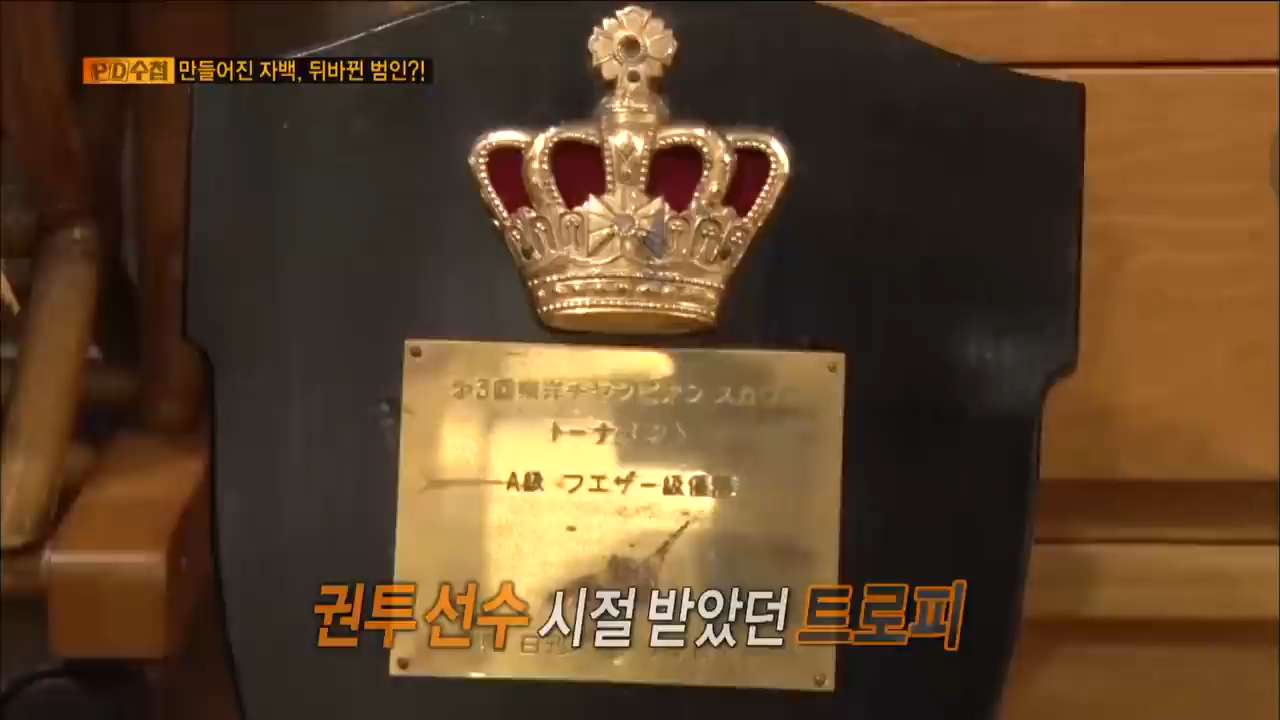 PD수첩 만들어진 자백, 뒤바뀐 범인?!
第3回東洋チャンピアン スカウト
トーナメント
A級 フエザー級優勝
권투선수 시절 받았던 트로피